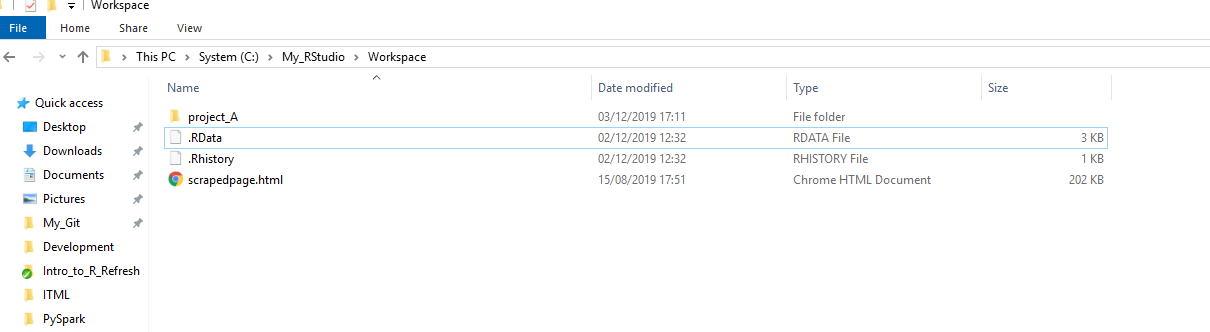 Workspace
File Home Share View
This PC System (C:) My_RStudio Workspace
Name Date modified Type Size
Quick access
Desktop
Downloads
Documents
Pictures
My_Git
Development
Intro_to_R_Refresh
ITML
PySpark
project_A 03/12/2019 17:11 File folder
.RData 02/12/2019 12:32 RDATA File 3 KB
.Rhistory 02/12/2019 12:32 RHISTORY File 1 KB
scrapedpage.html 15/08/2019 17:51 Chrome HTML Document 202 KB